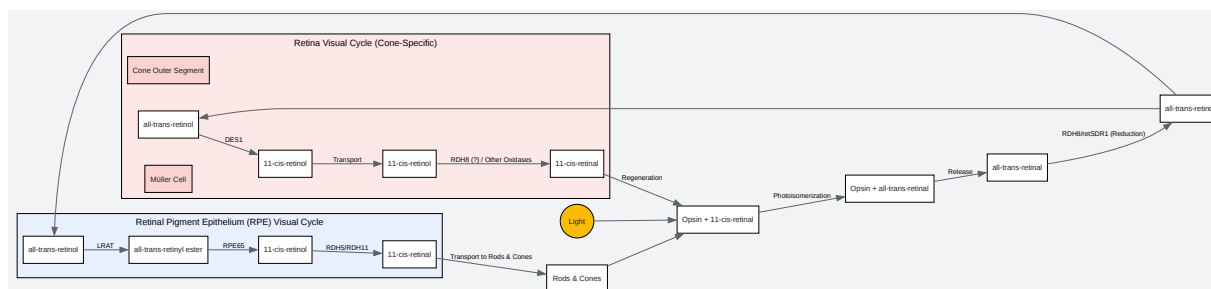 Retina Visual Cycle (Cone-Specific)
Cone Outer Segment
all-trans-retinol
DES1
11-cis-retinol
Transport
11-cis-retinol
RDH8 (?) / Other Oxidases
11-cis-retinal
Müller Cell
Regeneration
Retinal Pigment Epithelium (RPE) Visual Cycle
all-trans-retinol
LRAT
all-trans-retinyl ester
RPE65
11-cis-retinol
RDH5/RDH11
11-cis-retinal
Transport to Rods & Cones
Rods & Cones
Light
Opsin + 11-cis-retinal
Photoisomerization
Opsin + all-trans-retinal
Release
all-trans-retinal
RDH8/retSDR1 (Reduction)
all-trans-retinol